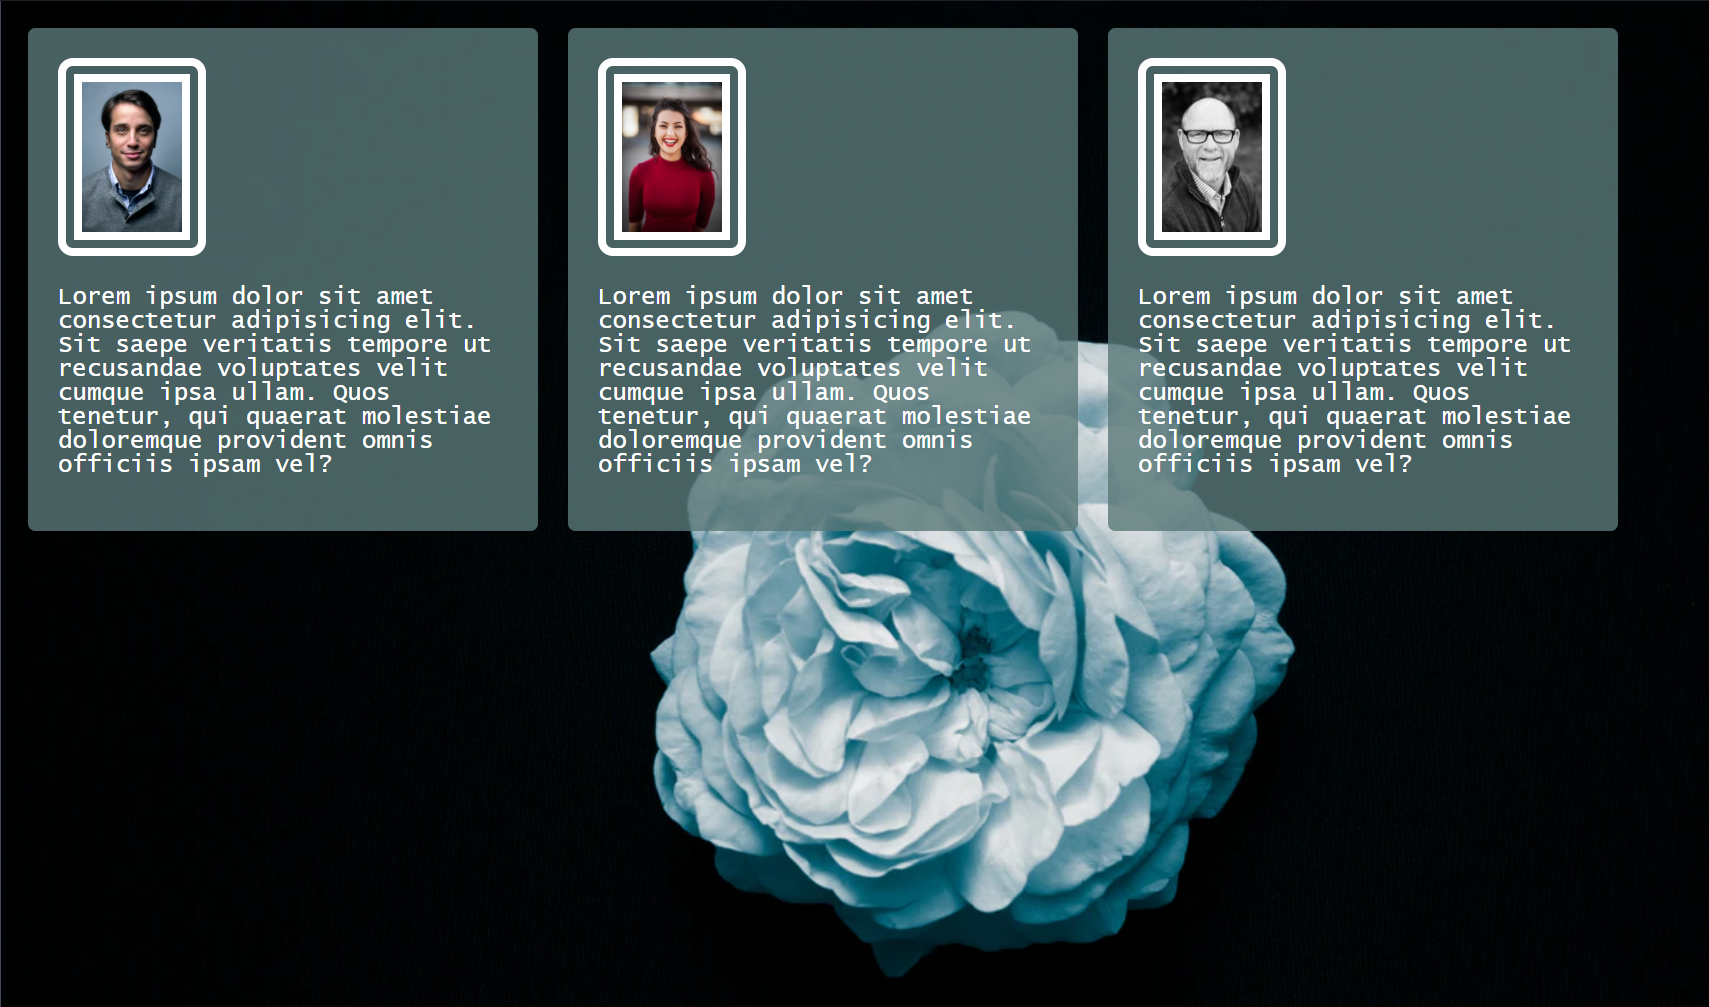 Lorem ipsum dolor sit amet
consectetur adipisicing elit.
Sit saepe veritatis tempore ut
recusandae voluptates velit
cumque ipsa ullam. Quos
tenetur, qui quaerat molestiae
doloremque provident omnis
officiis ipsam vel?
Lorem ipsum dolor sit amet
consectetur adipisicing elit.
Sit saepe veritatis tempore ut
recusandae voluptates velit
cumque ipsa ullam. Quos
tenetur, qui quaerat molestiae
doloremque provident omnis
officiis ipsam vel?
Lorem ipsum dolor sit amet
consectetur adipisicing elit.
Sit saepe veritatis tempore ut
recusandae voluptates velit
cumque ipsa ullam. Quos
tenetur, qui quaerat molestiae
doloremque provident omnis
officiis ipsam vel?